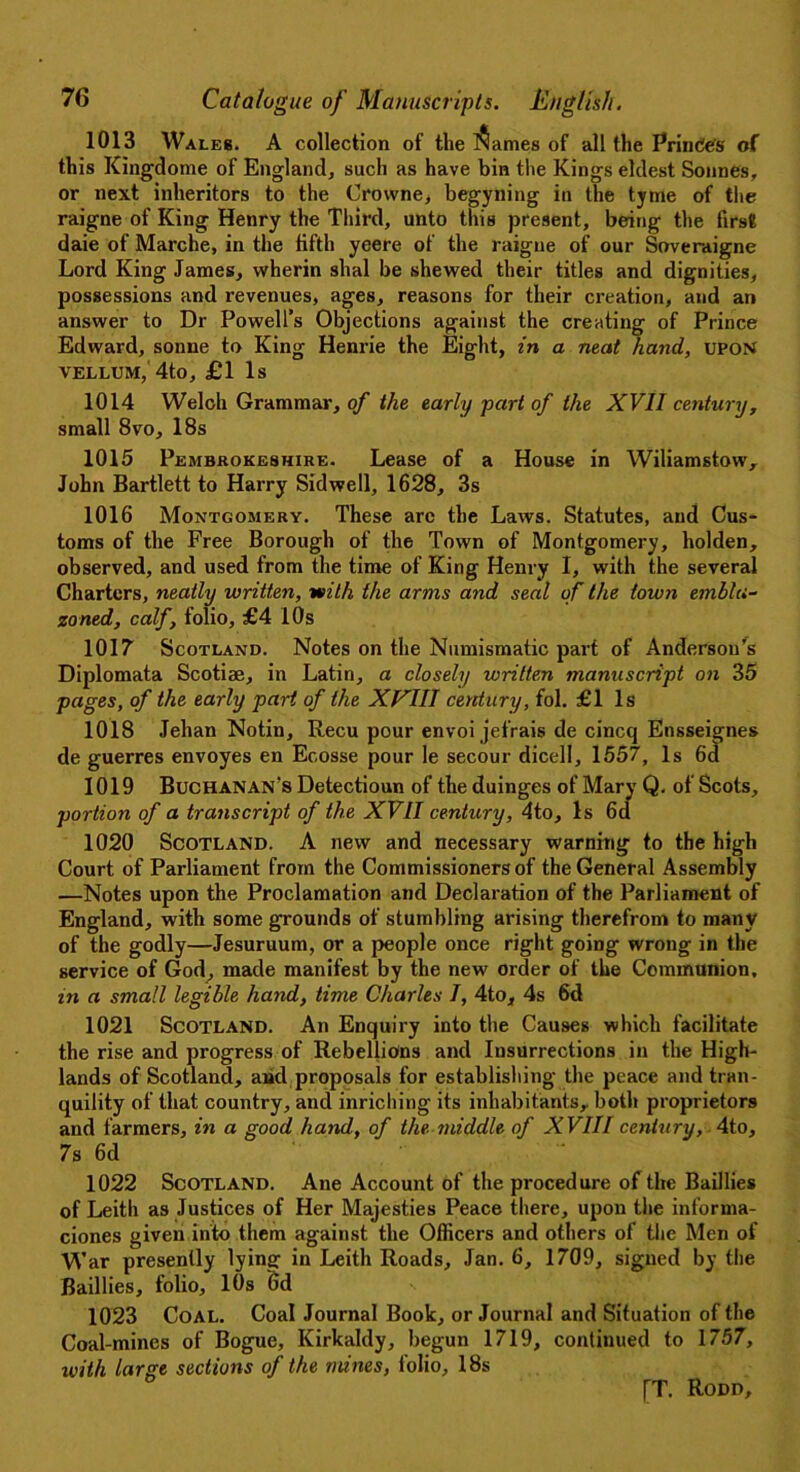 76 Catalogue of Manuscripts. English.
1013 WALES. A collection of the Names of all the Princes of
this Kingdome of England, such as have bin the Kings eldest Sonnes,
or next inheritors to the Crowne, begyning in the tyme of the
raigne of King Henry the Third, unto this present, being the first
daie of Marche, in the fifth yeere of the raigne of our Soveraigne
Lord King James, wherin shal be shewed their titles and dignities,
possessions and revenues, ages, reasons for their creation, and an
answer to Dr Powell's Objections against the creating of Prince
Edward, sonne to King Henrie the Eight, in a neat hand, UPON
VELLUM, 4to, £1 1s
1014 Welch Grammar, of the early part of the XVII century,
small 8vo, 18s
1015 PEMBROKESHIRE. Lease of a House in Wiliamstow,
John Bartlett to Harry Sidwell, 1628, 3s
1016 MONTGOMERY. These are the Laws. Statutes, and Cus-
toms of the Free Borough of the Town of Montgomery, holden,
observed, and used from the time of King Henry I, with the several
Charters, neatly written, with the arms and seal of the town embla-
zoned, calf, folio, £4 10s
1017 SCOTLAND. Notes on the Numismatic part of Anderson's
Diplomata Scotiæ, in Latin, a closely written manuscript on 35
pages, of the early part of the XVIII century, fol. £1 1s
1018 Jehan Notin, Recu pour envoi jefrais de cincq Ensseignes
de guerres envoyes en Ecosse pour le secour dicell, 1557, 1s 6d
1019 BUCHANAN'S Detectioun of the duinges of Mary Q. of Scots,
portion of a transcript of the XVII century, 4to, 1s 6d
1020 SCOTLAND. A new and necessary warning to the high
Court of Parliament from the Commissioners of the General Assembly
—Notes upon the Proclamation and Declaration of the Parliament of
England, with some grounds of stumbling arising therefrom to many
of the godly—Jesuruum, or a people once right going wrong in the
service of God, made manifest by the new order of the Communion,
in a small legible hand, time Charles I, 4to, 4s 6d
1021 SCOTLAND. An Enquiry into the Causes which facilitate
the rise and progress of Rebellions and Insurrections in the High-
lands of Scotland, and proposals for establishing the peace and tran-
quility of that country, and inriching its inhabitants, both proprietors
and farmers, in a good hand, of the middle of XVIII century, 4to,
7s 6d
1022 SCOTLAND. Ane Account of the procedure of the Baillies
of Leith as Justices of Her Majesties Peace there, upon the informa-
ciones given into them against the Officers and others of the Men of
War presently lying in Leith Roads, Jan. 6, 1709, signed by the
Baillies, folio, 10s 6d
1023 COAL. Coal Journal Book, or Journal and Situation of the
Coal-mines of Bogue, Kirkaldy, begun 1719, continued to 1757,
with large sections of the mines, folio, 18s
[T. RODD,